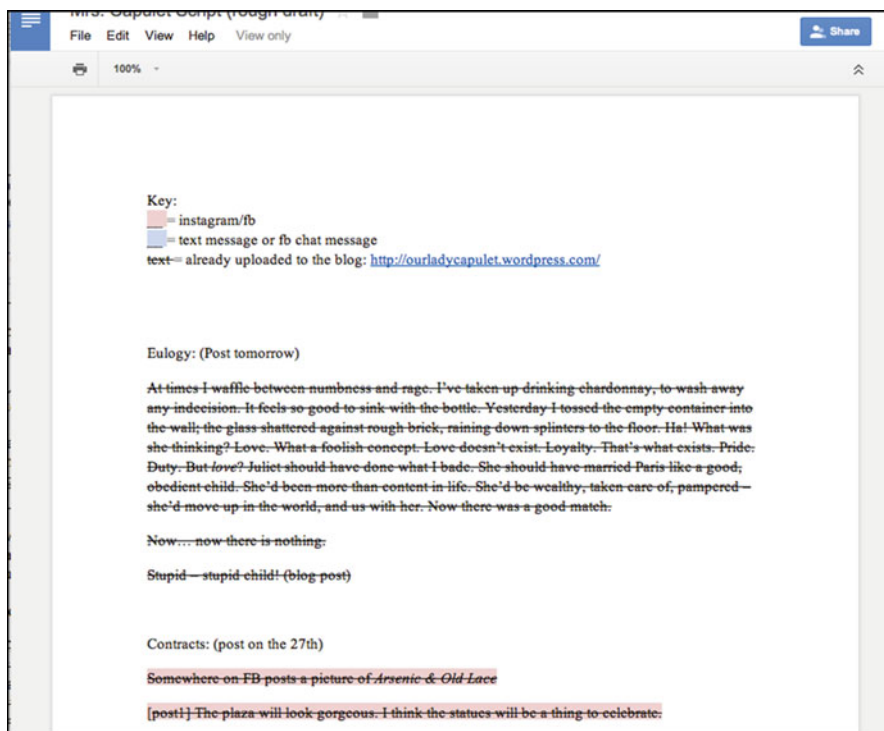 Mrs. Capulet Script (rough draft)
File Edit View Help View only
Share
100%
Key:
__= instagram/fb
__= text message or fb chat message
text = already uploaded to the blog: http://ourladycapulet.wordpress.com/
Eulogy: (Post tomorrow)
At times I waffle between numbness and rage. I've taken up drinking chardonnay, to wash away
any indecision. It feels so good to sink with the bottle. Yesterday I tossed the empty container into
the wall; the glass shattered against rough brick, raining down splinters to the floor. Ha! What was
she thinking? Love. What a foolish concept. Love doesn't exist. Loyalty. That's what exists. Pride.
Duty. But love? Juliet should have done what I bade. She should have married Paris like a good,
obedient child. She'd been more than content in life. She'd be wealthy, taken care of, pampered –
she'd move up in the world, and us with her. Now there was a good match.
Now… now there is nothing.
Stupid – stupid child! (blog post)
Contracts: (post on the 27th)
Somewhere on FB posts a picture of Arsenic & Old Lace
[post1] The plaza will look gorgeous. I think the statues will be a thing to celebrate.